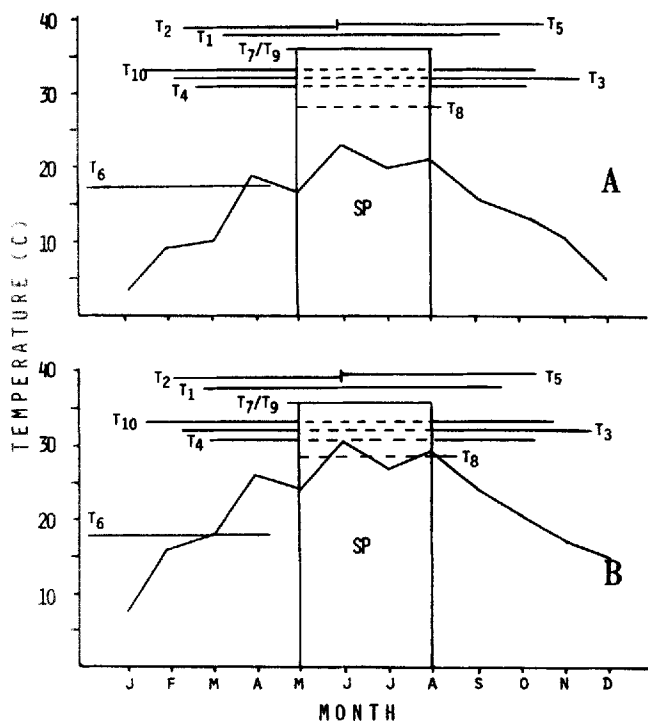 40
T2 T5
T1
T7/T9
T10
30 T3
T4
T8
20
T6
A
SP
10
TEMPERATURE (C)
40
T2 T5
T1
T7/T9
T10
T3
30 T4
T8
20
T6
SP
B
10
J F M A M J J A S O N D
MONTH